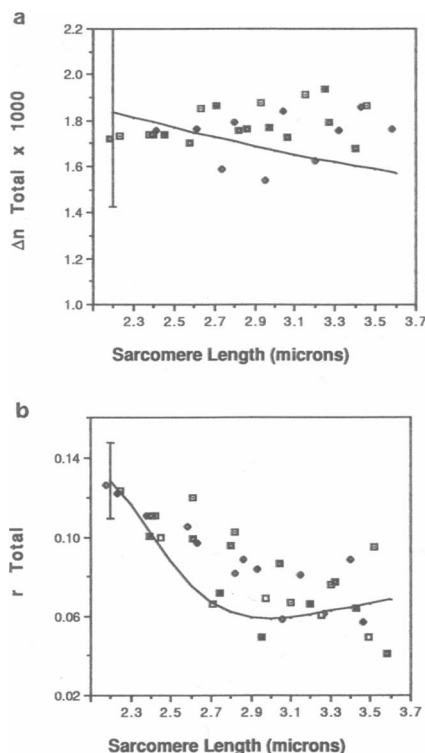 a
Δn Total x 1000
2.2
2.0
1.8
1.6
1.4
1.2
1.0
2.3 2.5 2.7 2.9 3.1 3.3 3.5 3.7
Sarcomere Length (microns)
b
r Total
0.14
0.10
0.06
0.02
2.3 2.5 2.7 2.9 3.1 3.3 3.5 3.7
Sarcomere Length (microns)